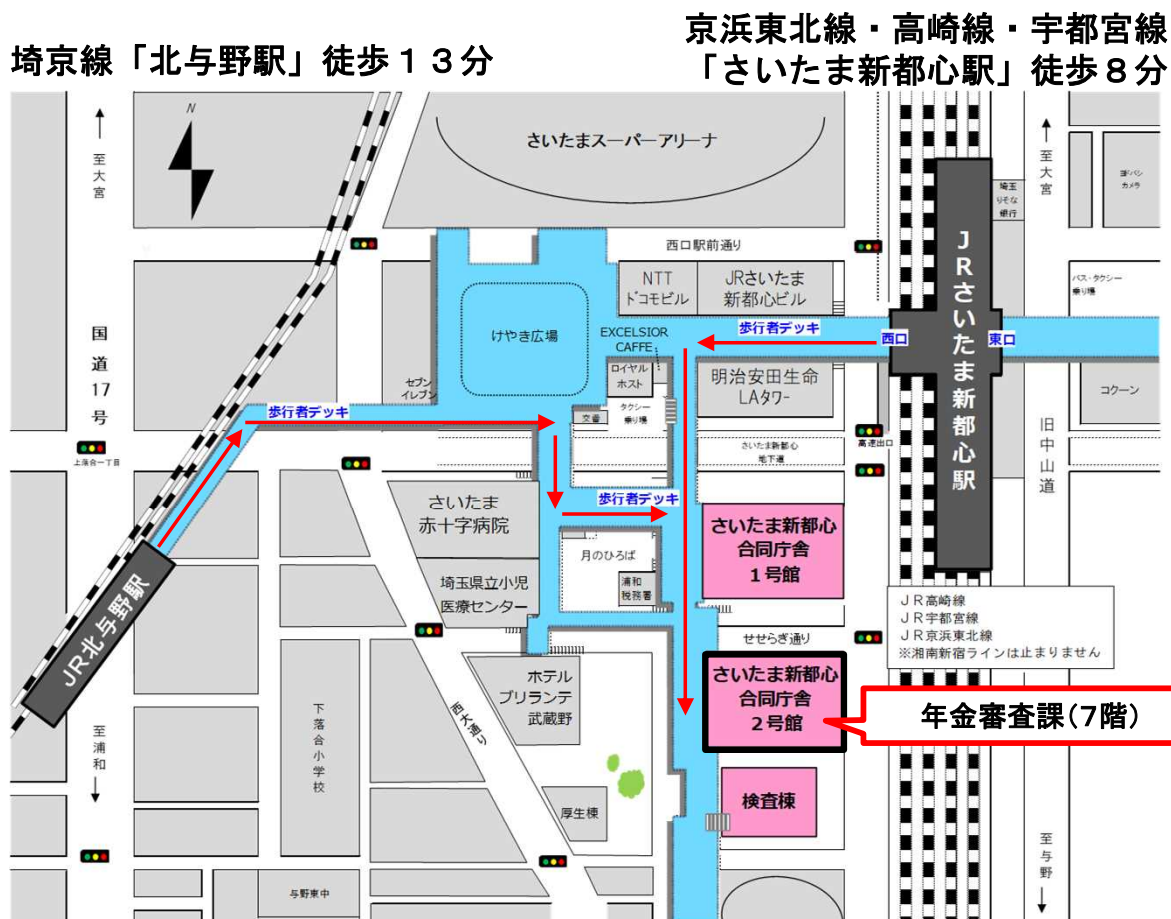 埼京線「北与野駅」徒歩１３分
京浜東北線・高崎線・宇都宮線
「さいたま新都心駅」徒歩８分
N
至大宮
さいたまスーパーアリーナ
至大宮
ヨドバシ
カメラ
埼玉
りそな
銀行
西口駅前通り
NTT
ドコモビル
JRさいたま
新都心ビル
バス・タクシー
乗り場
JRさいたま新都心駅
国道17号
けやき広場
EXCELSIOR
CAFFE
歩行者デッキ
西口
東口
セブン
イレブン
ロイヤル
ホスト
明治安田生命
LAタワー
コクーン
歩行者デッキ
交番
タクシー
乗り場
旧中山道
上落合一丁目
高速出口
さいたま新都心
地下道
さいたま
赤十字病院
歩行者デッキ
さいたま新都心
合同庁舎
１号館
月のひろば
埼玉県立小児
医療センター
浦和
税務署
JR北与野駅
ＪＲ高崎線
ＪＲ宇都宮線
ＪＲ京浜東北線
※湘南新宿ラインは止まりません
せせらぎ通り
ホテル
ブリランテ
武蔵野
さいたま新都心
合同庁舎
２号館
年金審査課(7階)
西大通り
下落合小学校
至浦和
厚生棟
検査棟
至与野
与野東中